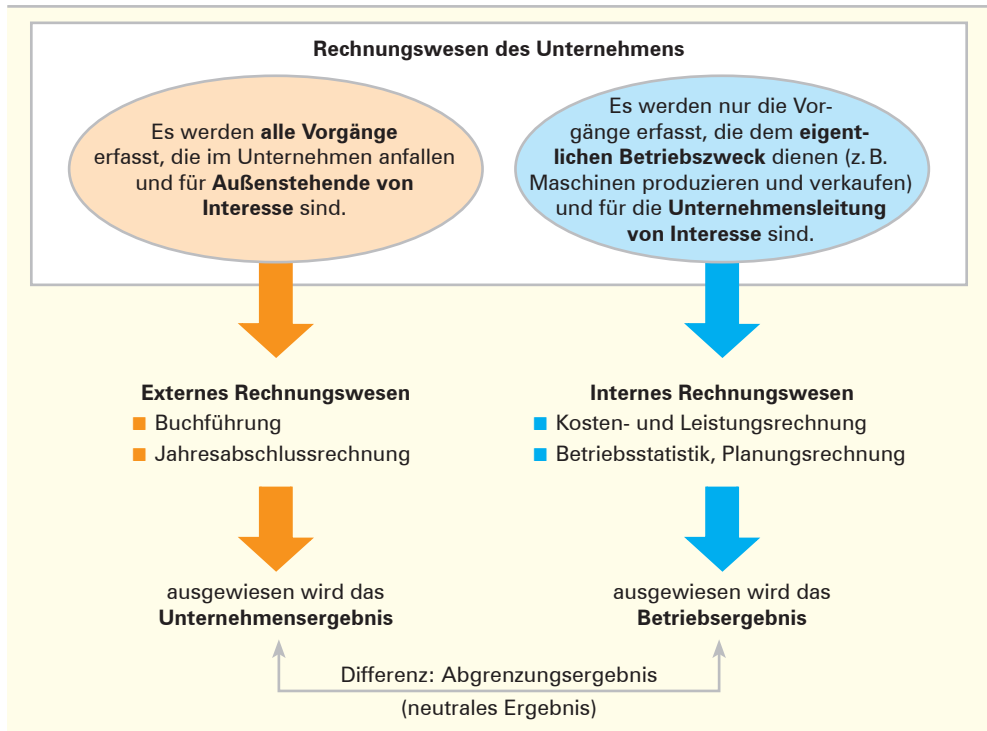 Rechnungswesen des Unternehmens
Es werden alle Vorgänge
erfasst, die im Unternehmen anfallen
und für Außenstehende von
Interesse sind.
Es werden nur die Vor-
gänge erfasst, die dem eigent-
lichen Betriebszweck dienen (z. B.
Maschinen produzieren und verkaufen)
und für die Unternehmensleitung
von Interesse sind.
Externes Rechnungswesen
■ Buchführung
■ Jahresabschlussrechnung
Internes Rechnungswesen
■ Kosten- und Leistungsrechnung
■ Betriebsstatistik, Planungsrechnung
ausgewiesen wird das
Unternehmensergebnis
ausgewiesen wird das
Betriebsergebnis
Differenz: Abgrenzungsergebnis
(neutrales Ergebnis)